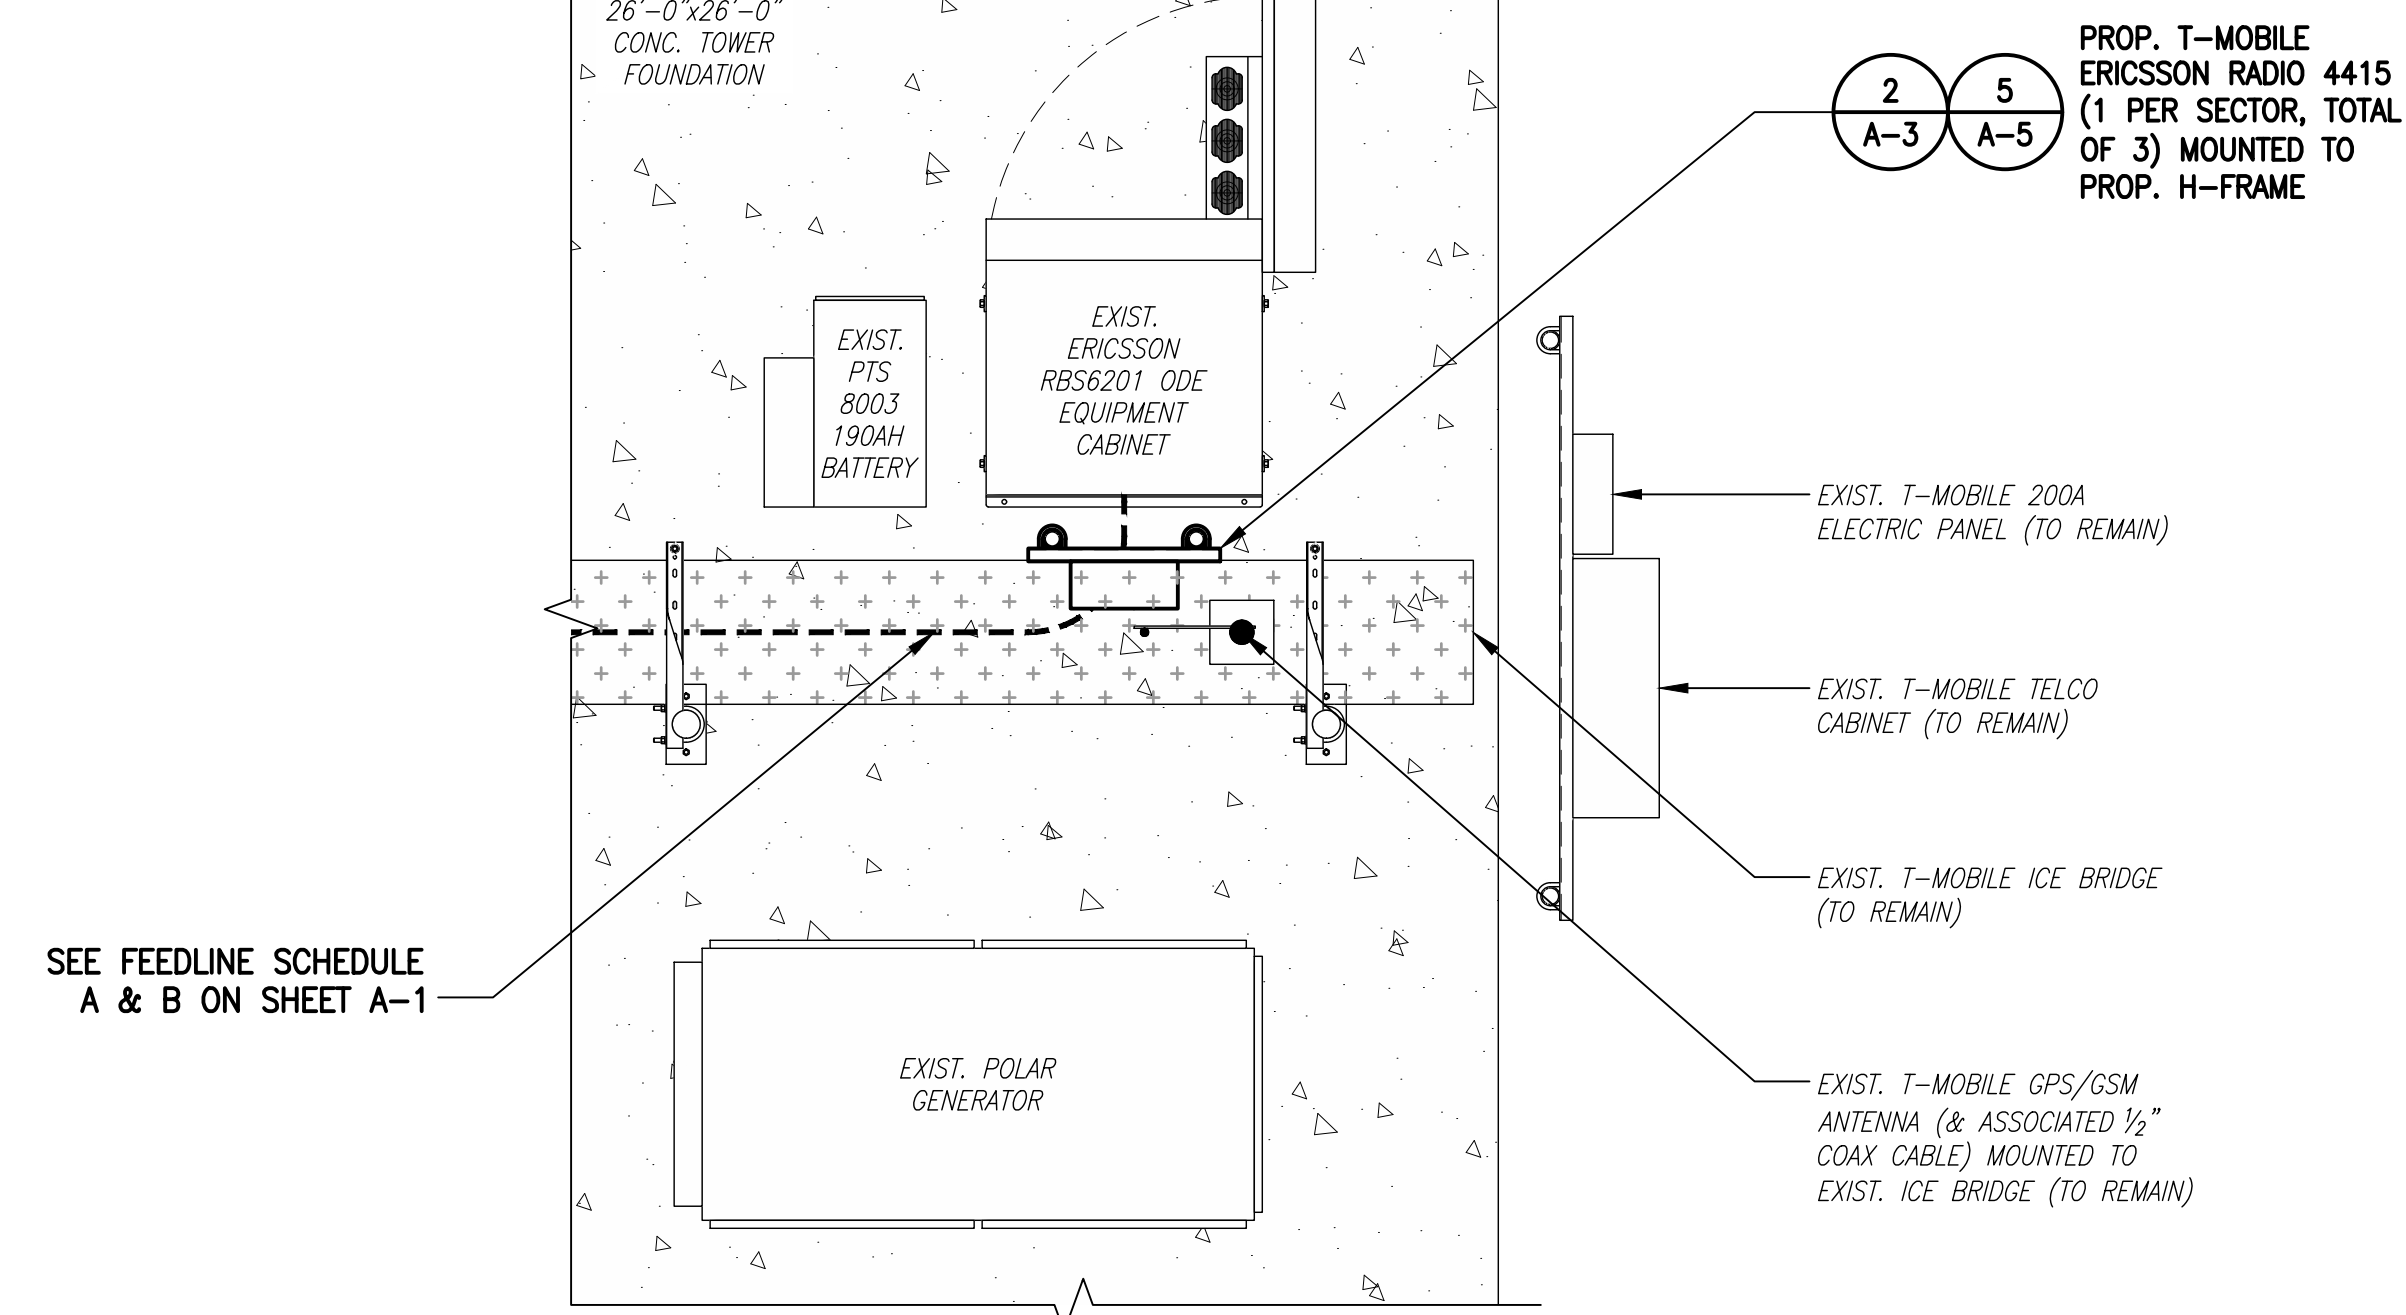 26'-0"x26'-0"
CONC. TOWER
FOUNDATION
2
A-3
5
A-5
PROP. T-MOBILE
ERICSSON RADIO 4415
(1 PER SECTOR, TOTAL
OF 3) MOUNTED TO
PROP. H-FRAME
EXIST.
PTS
8003
190AH
BATTERY
EXIST.
ERICSSON
RBS6201 ODE
EQUIPMENT
CABINET
EXIST. T-MOBILE 200A
ELECTRIC PANEL (TO REMAIN)
EXIST. T-MOBILE TELCO
CABINET (TO REMAIN)
EXIST. T-MOBILE ICE BRIDGE
(TO REMAIN)
SEE FEEDLINE SCHEDULE
A & B ON SHEET A-1
EXIST. POLAR
GENERATOR
EXIST. T-MOBILE GPS/GSM
ANTENNA (& ASSOCIATED ½"
COAX CABLE) MOUNTED TO
EXIST. ICE BRIDGE (TO REMAIN)